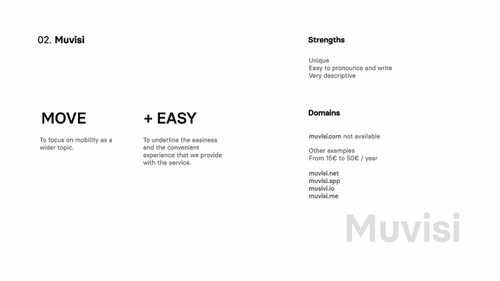 02. Muvisi
MOVE
To focus on mobility as a
wider topic.
+ EASY
To underline the easiness
and the convenient
experience that we provide
with the service.
Strengths
Unique
Easy to pronounce and write
Very descriptive
Domains
muvisi.com not available
Other examples
From 15€ to 50€ / year
muvisi.net
muvisi.app
muvisi.io
muvisi.me
Muvisi